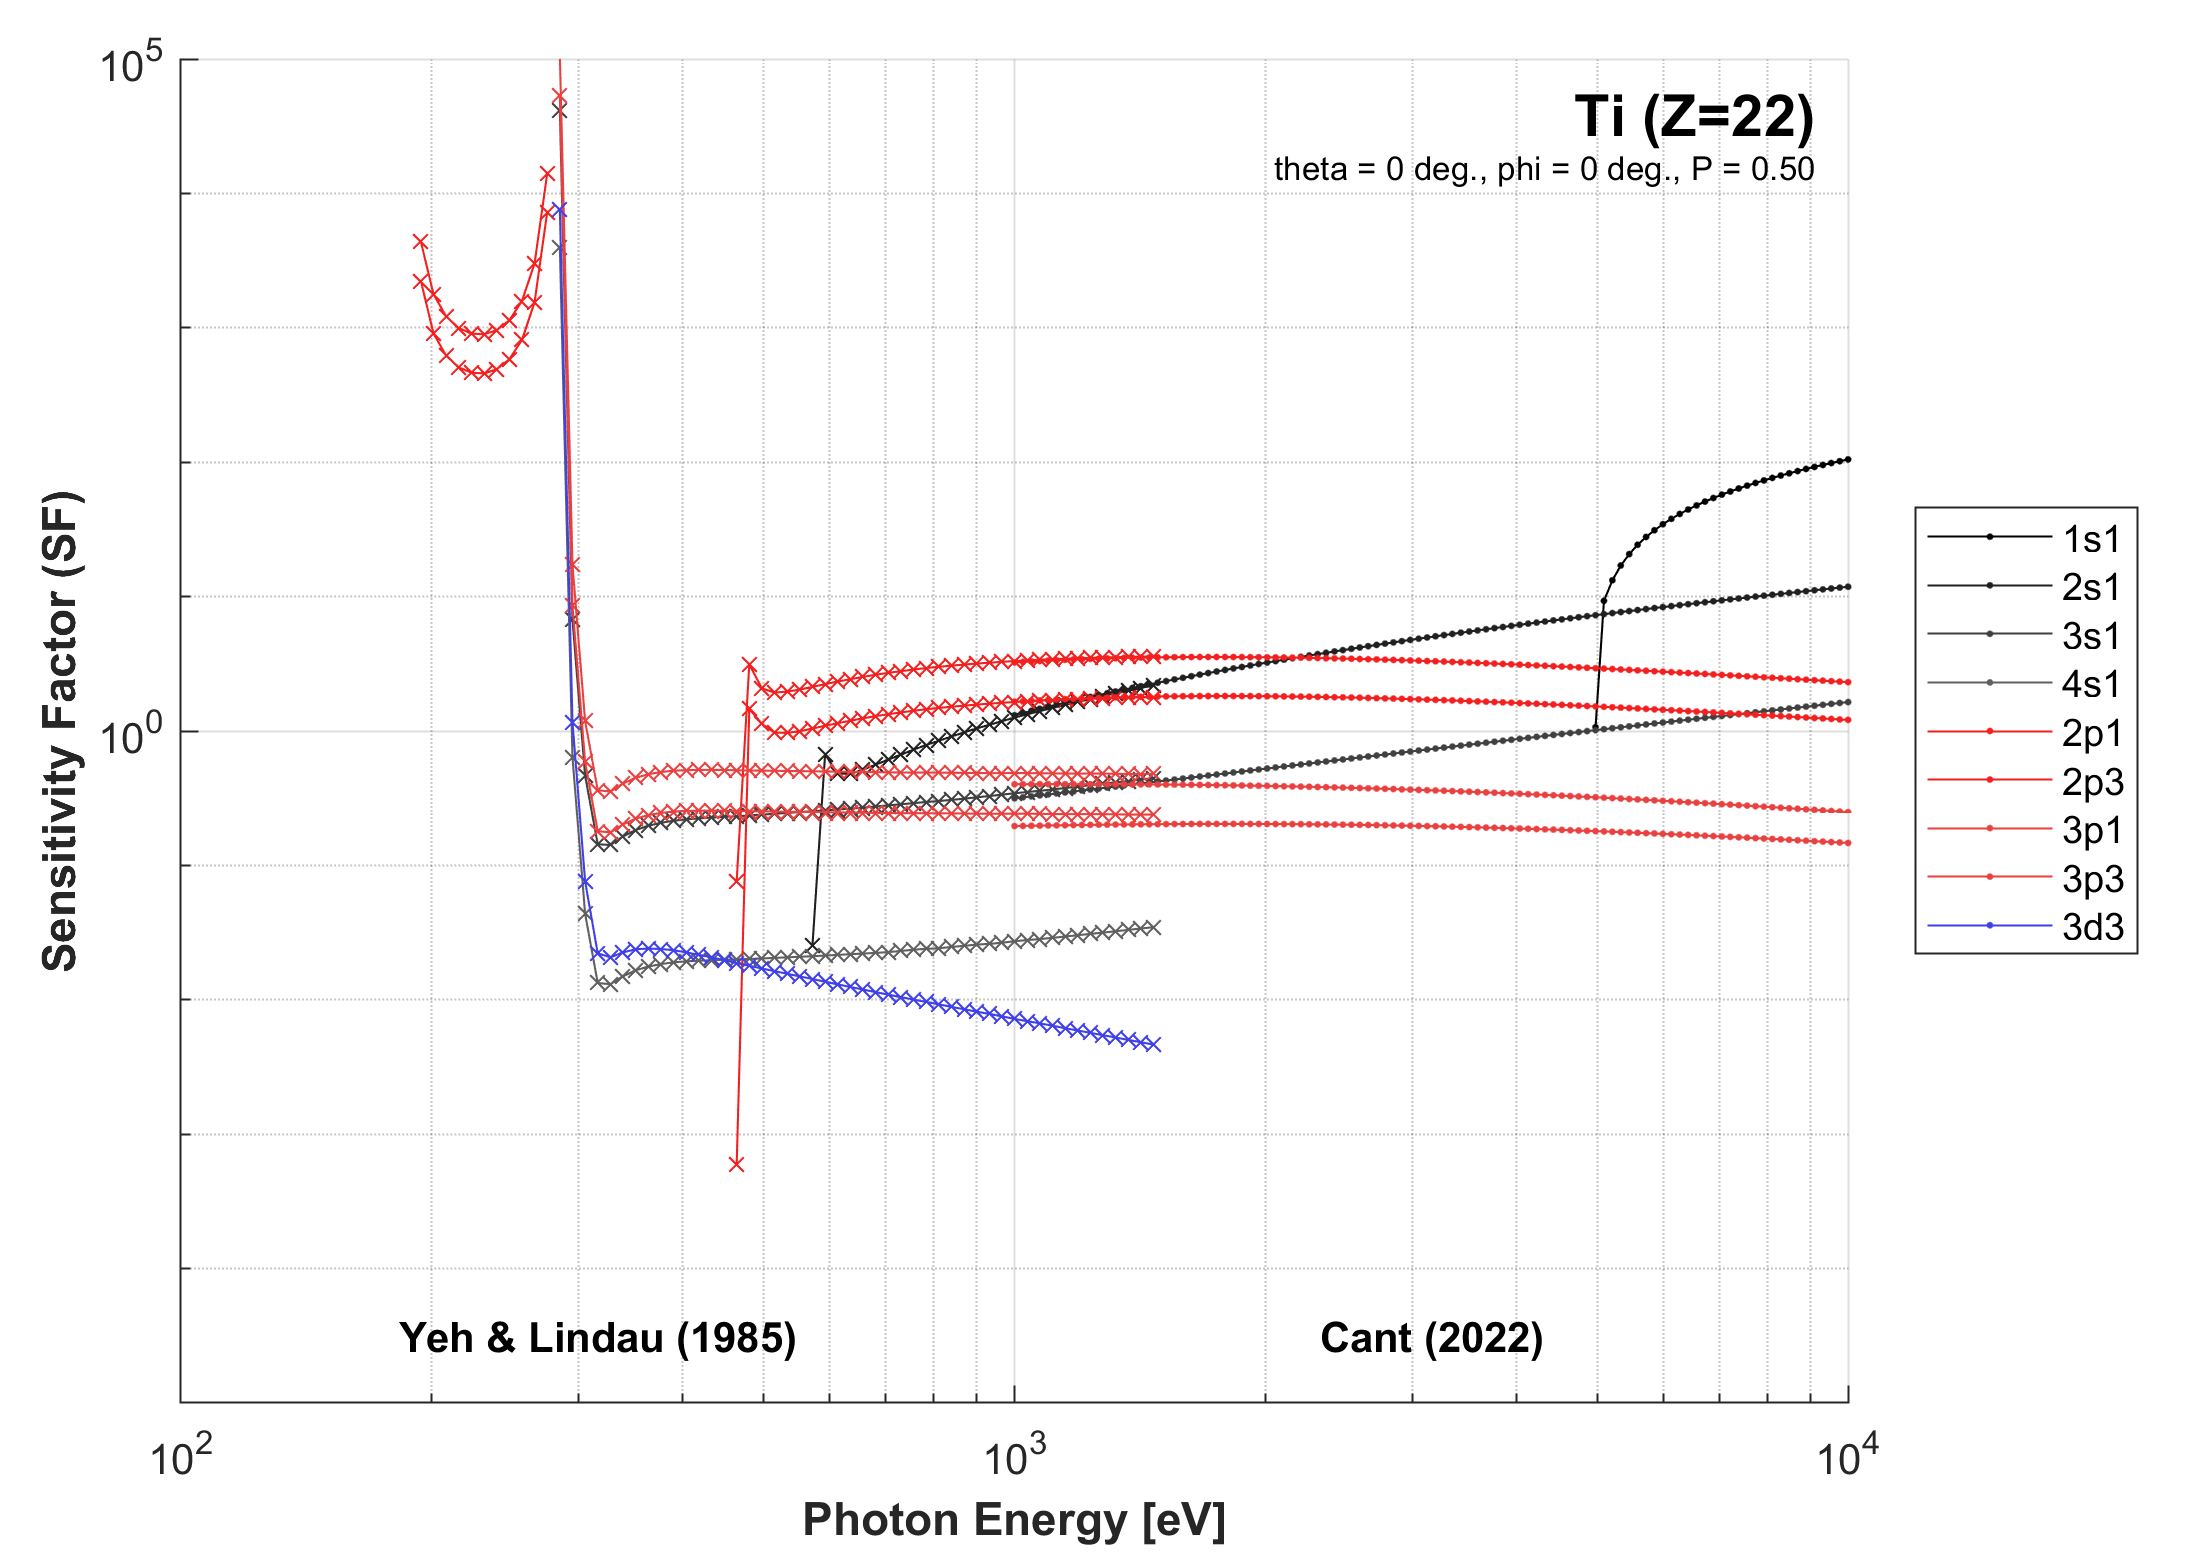 Ti (Z=22)
theta = 0 deg., phi = 0 deg., P = 0.50
10^5
10^0
Sensitivity Factor (SF)
1s1
2s1
3s1
4s1
2p1
2p3
3p1
3p3
3d3
Yeh & Lindau (1985)
Cant (2022)
10^2
10^3
10^4
Photon Energy [eV]